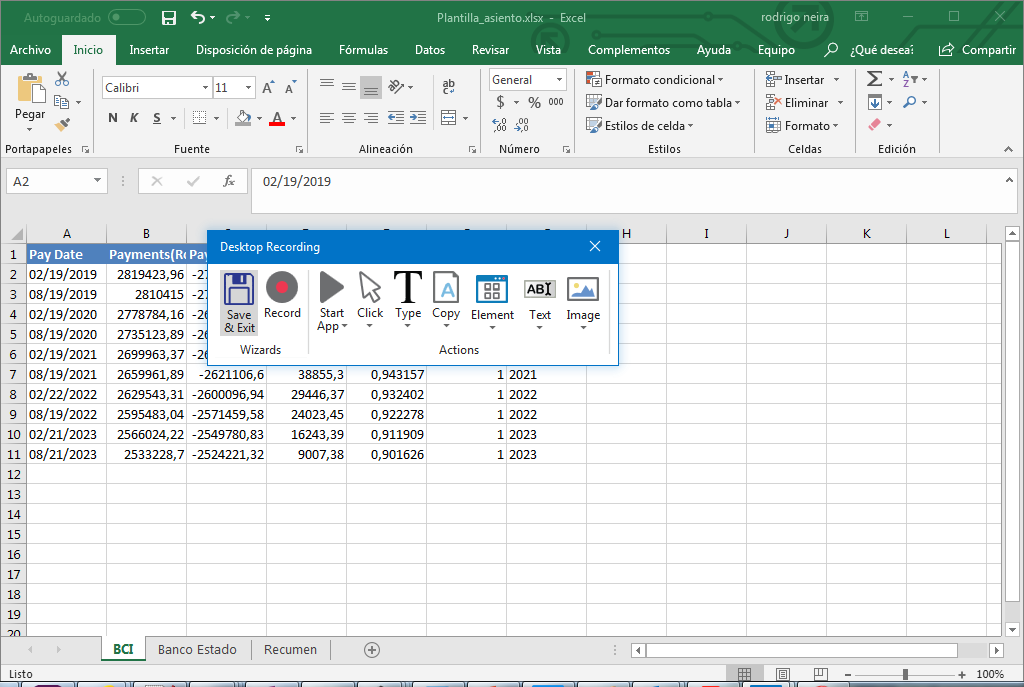 Autoguardado
Plantilla_asiento.xlsx - Excel
rodrigo neira
Archivo Inicio Insertar Disposición de página Fórmulas Datos Revisar Vista Complementos Ayuda Equipo ¿Qué desea: Compartir
Pegar
Calibri 11
N K S
A A
ab
General
$ % 000
Formato condicional
Dar formato como tabla
Estilos de celda
Insertar
Eliminar
Formato
Portapapeles Fuente Alineación Número Estilos Celdas Edición
A2 fx 02/19/2019
A B H I J K L
1 Pay Date Payments(Ro Pay
2 02/19/2019 2819423,96
3 08/19/2019 2810415
4 02/19/2020 2778784,16
5 08/19/2020 2735123,89
6 02/19/2021 2699963,37
7 08/19/2021 2659961,89 -2621106,6 38855,3 0,943157 1 2021
8 02/22/2022 2629543,31 -2600096,94 29446,37 0,932402 1 2022
9 08/19/2022 2595483,04 -2571459,58 24023,45 0,922278 1 2022
10 02/21/2023 2566024,22 -2549780,83 16243,39 0,911909 1 2023
11 08/21/2023 2533228,7 -2524221,32 9007,38 0,901626 1 2023
12
13
14
15
16
17
18
19
20
Desktop Recording
Save & Exit
Record
Start App
Click
Type
Copy
Element
Text
Image
Wizards Actions
BCI Banco Estado Resumen
Listo
100%